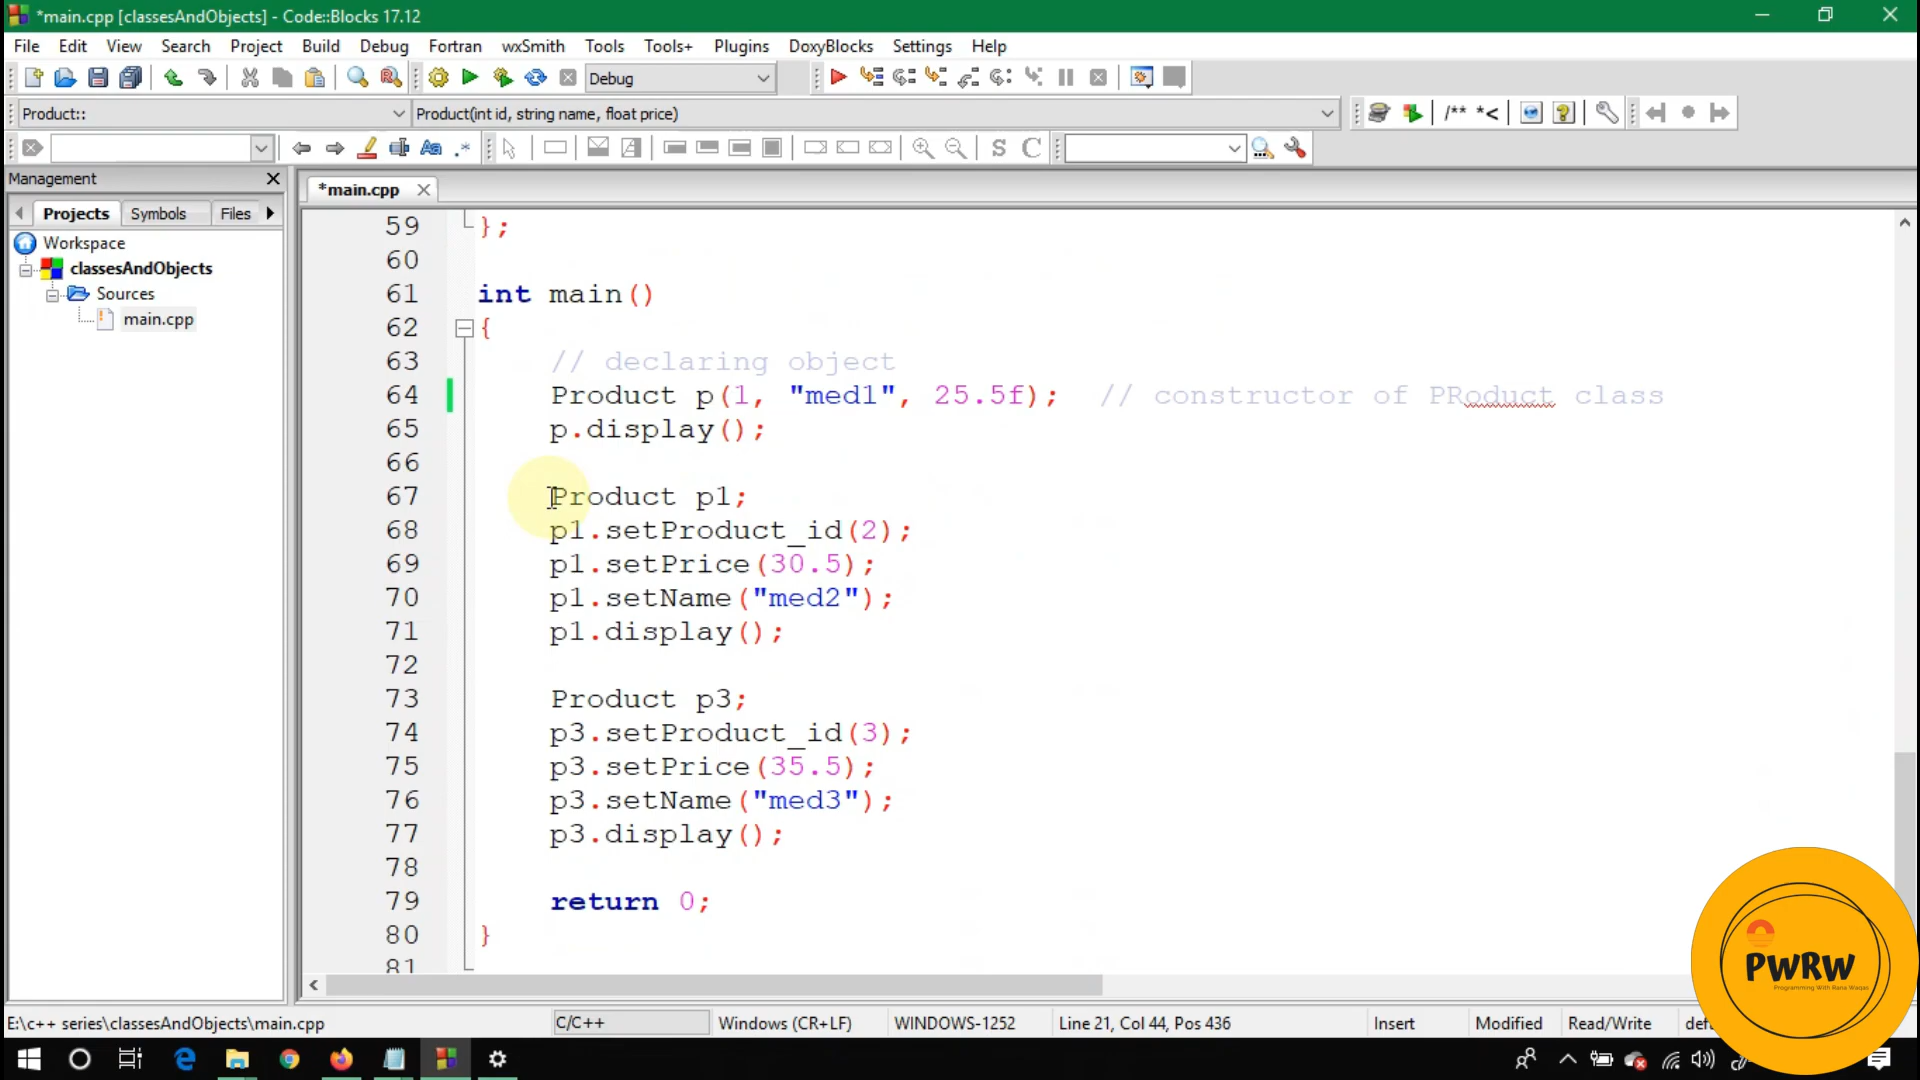 *main.cpp [classesAndObjects] - Code::Blocks 17.12
File Edit View Search Project Build Debug Fortran wxSmith Tools Tools+ Plugins DoxyBlocks Settings Help
Debug
/** *<
Product:: Product(int id, string name, float price)
Aa .* S C
Management
*main.cpp
Projects Symbols Files
Workspace
classesAndObjects
Sources
main.cpp
59 };
60
61 int main()
62 {
63 // declaring object
64 Product p(1, "med1", 25.5f); // constructor of PRoduct class
65 p.display();
66
67 Product p1;
68 p1.setProduct_id(2);
69 p1.setPrice(30.5);
70 p1.setName("med2");
71 p1.display();
72
73 Product p3;
74 p3.setProduct_id(3);
75 p3.setPrice(35.5);
76 p3.setName("med3");
77 p3.display();
78
79 return 0;
80 }
81
PWRW
Programming With Rana Waqas
E:\c++ series\classesAndObjects\main.cpp C/C++ Windows (CR+LF) WINDOWS-1252 Line 21, Col 44, Pos 436 Insert Modified Read/Write